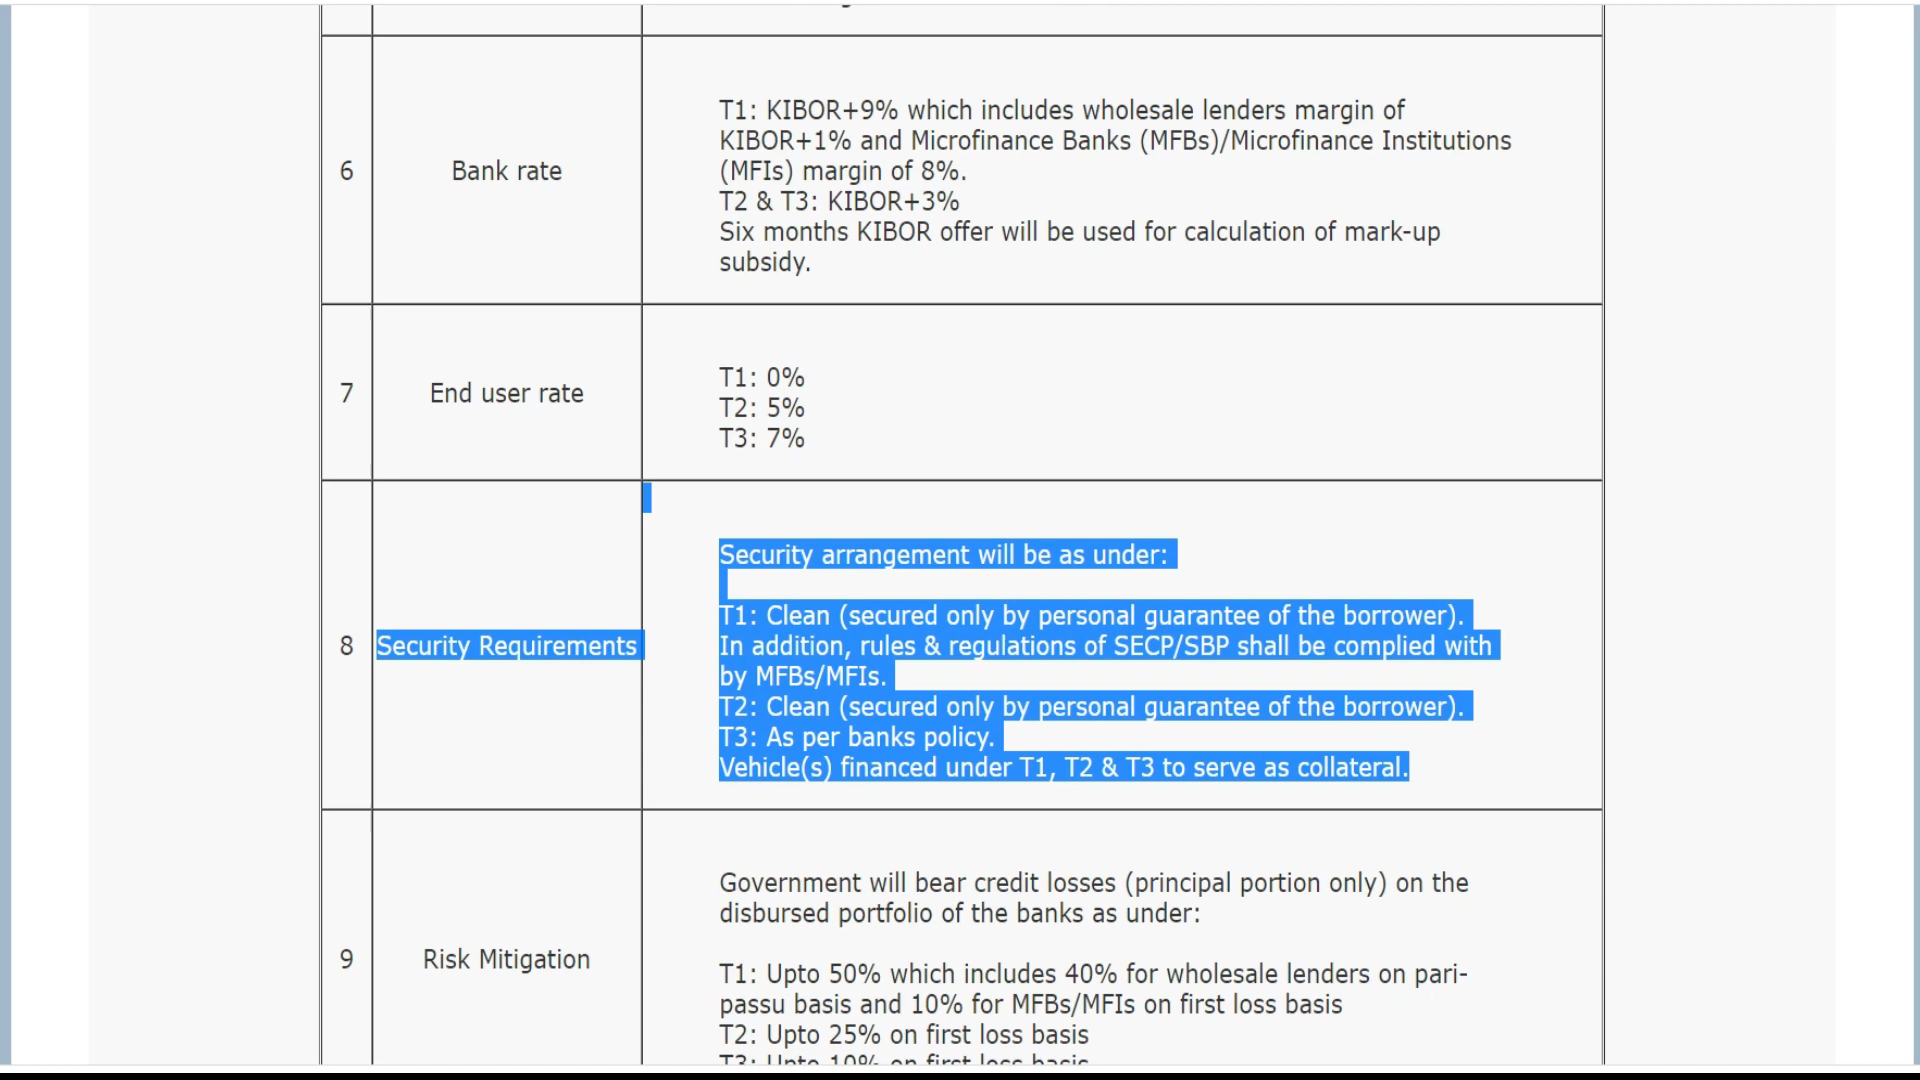 6
Bank rate
T1: KIBOR+9% which includes wholesale lenders margin of
KIBOR+1% and Microfinance Banks (MFBs)/Microfinance Institutions
(MFIs) margin of 8%.
T2 & T3: KIBOR+3%
Six months KIBOR offer will be used for calculation of mark-up
subsidy.
7
End user rate
T1: 0%
T2: 5%
T3: 7%
8
Security Requirements
Security arrangement will be as under:
T1: Clean (secured only by personal guarantee of the borrower).
In addition, rules & regulations of SECP/SBP shall be complied with
by MFBs/MFIs.
T2: Clean (secured only by personal guarantee of the borrower).
T3: As per banks policy.
Vehicle(s) financed under T1, T2 & T3 to serve as collateral.
9
Risk Mitigation
Government will bear credit losses (principal portion only) on the
disbursed portfolio of the banks as under:
T1: Upto 50% which includes 40% for wholesale lenders on pari-
passu basis and 10% for MFBs/MFIs on first loss basis
T2: Upto 25% on first loss basis
T3: Upto 10% on first loss basis